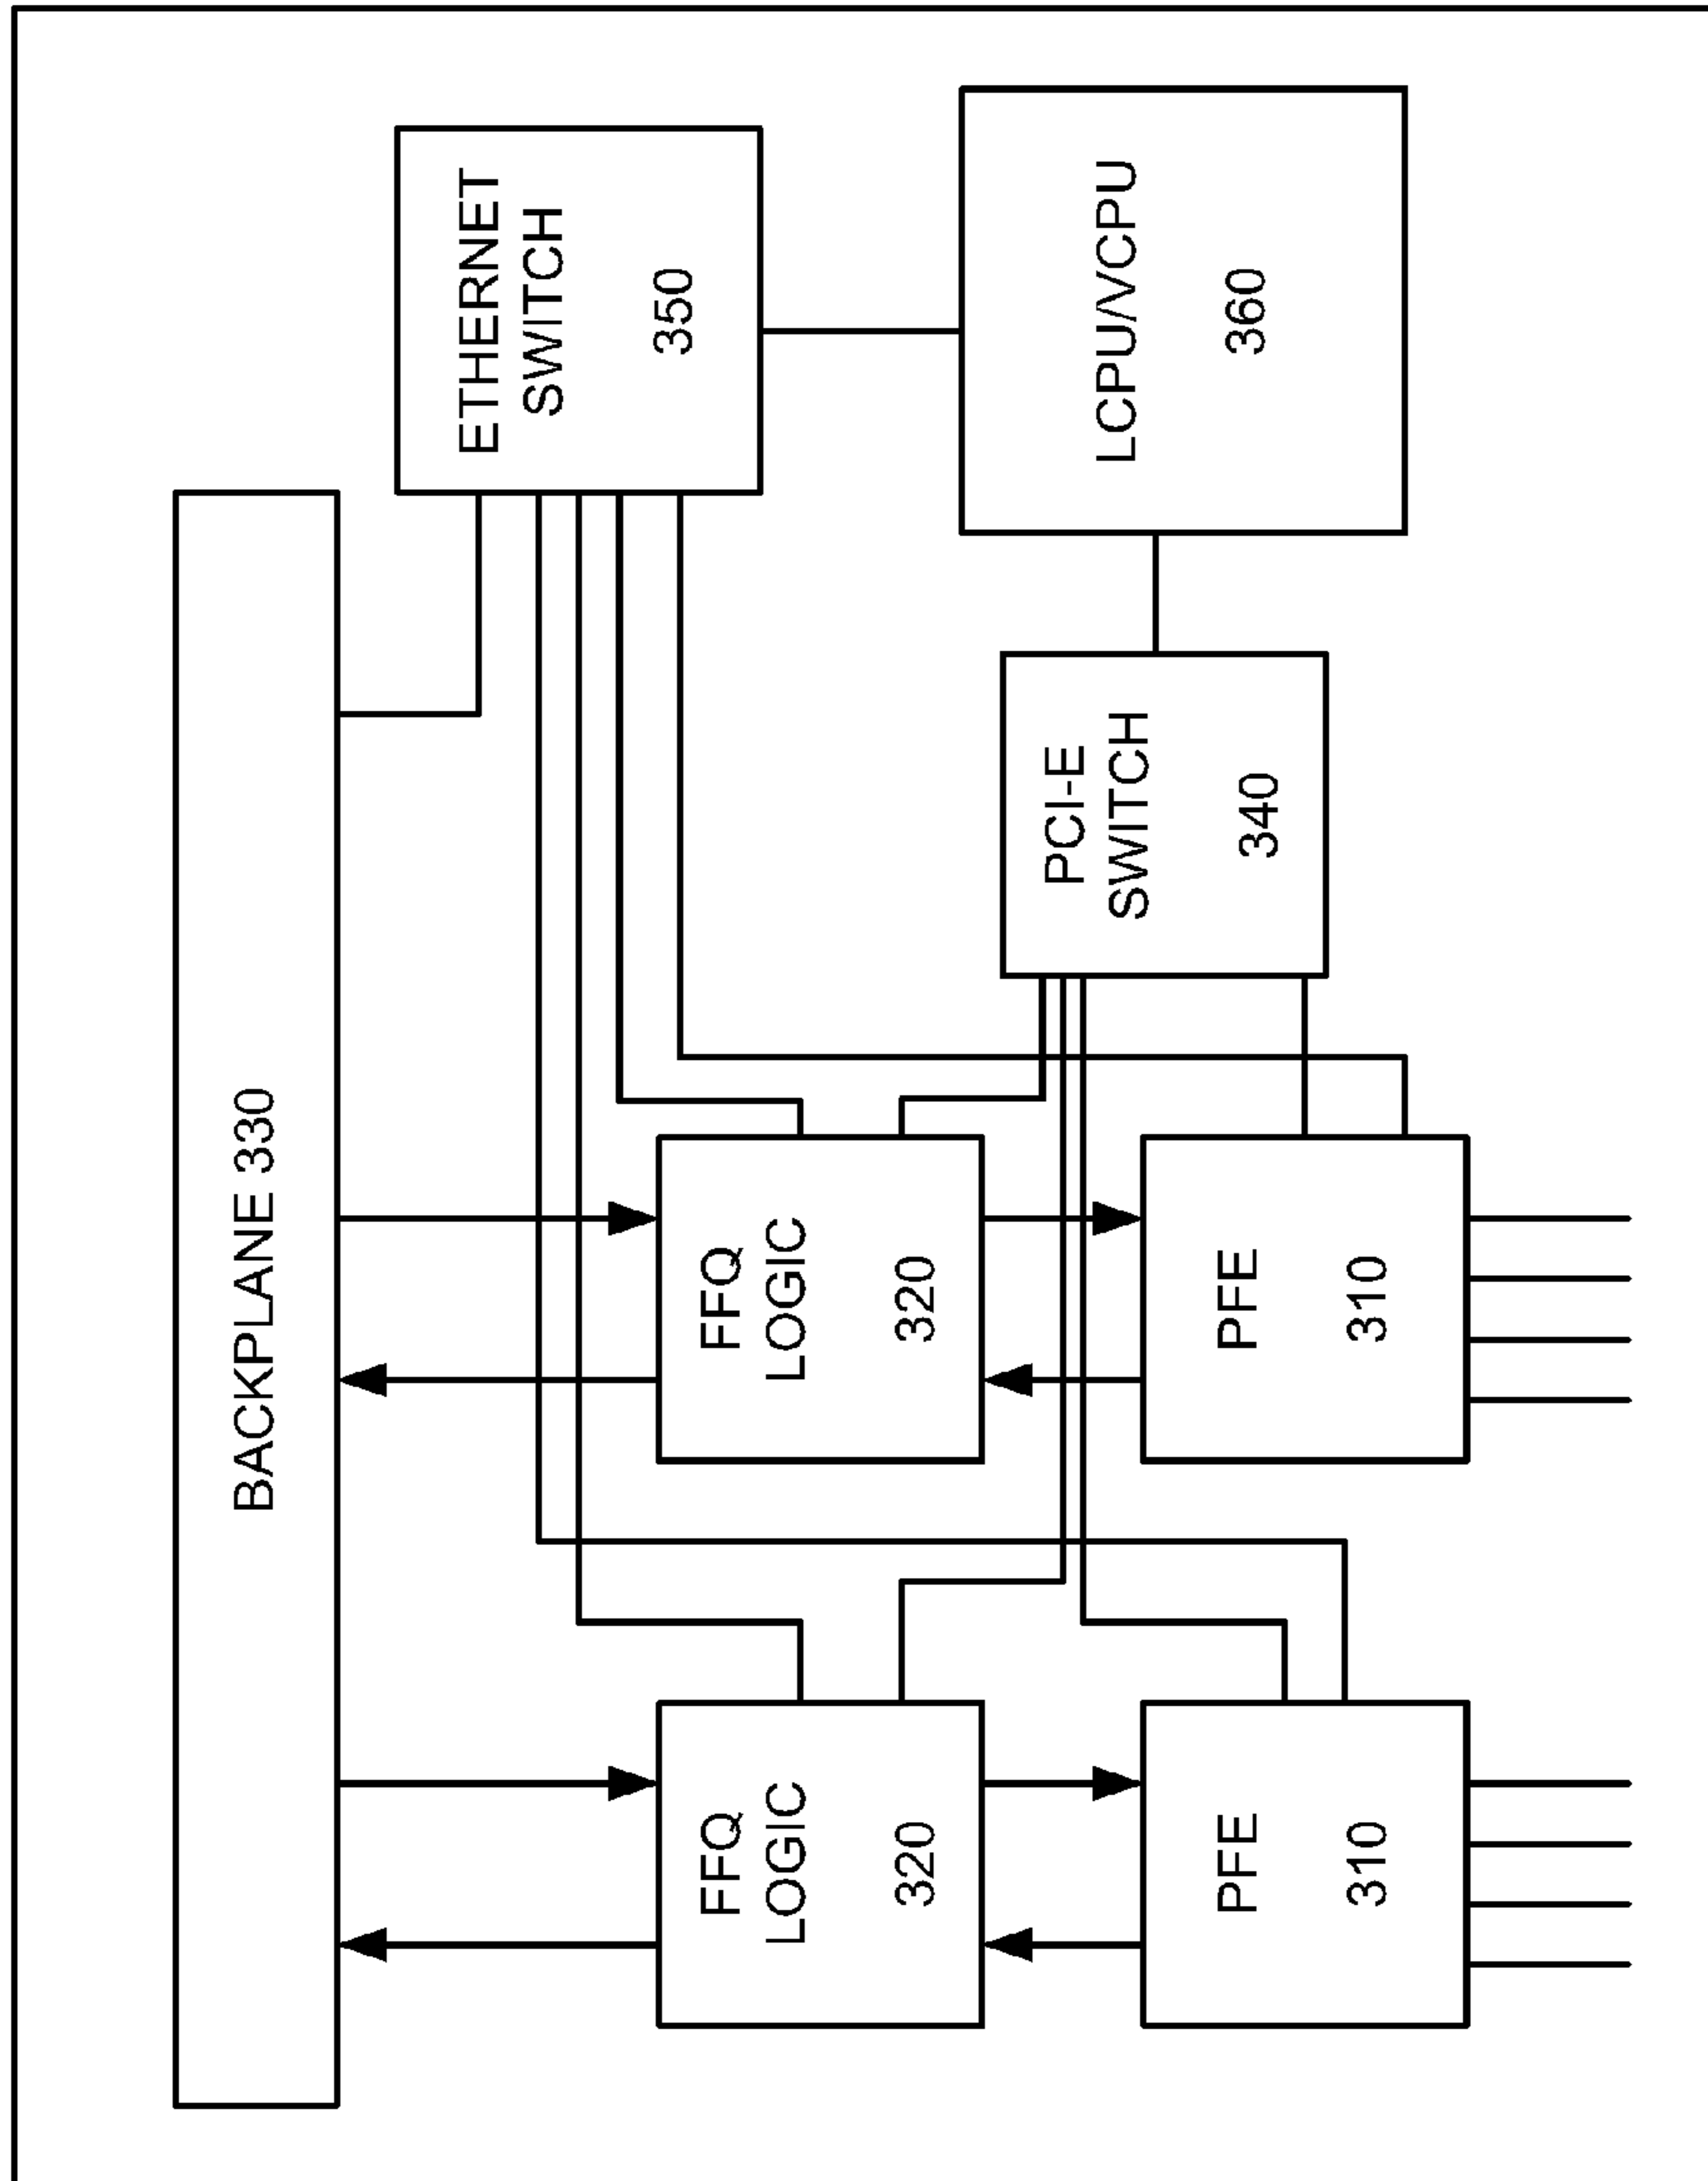 BACKPLANE 330
ETHERNET
SWITCH
350
LCPU/VCPU
360
PCI-E
SWITCH
340
FFQ
LOGIC
320
PFE
310
FFQ
LOGIC
320
PFE
310